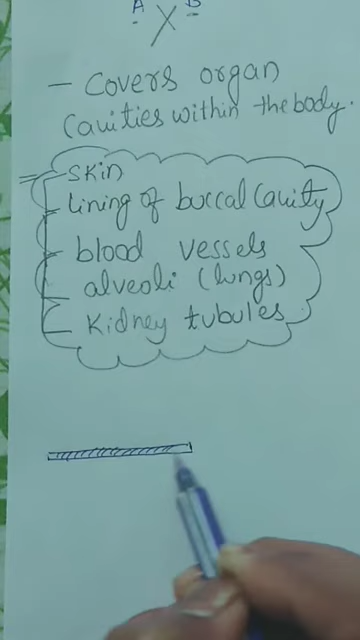 A B
- Covers organ
Cavities within the body.
- Skin
- lining of buccal Cavity
- blood vessels
alveoli (lungs)
- Kidney tubules